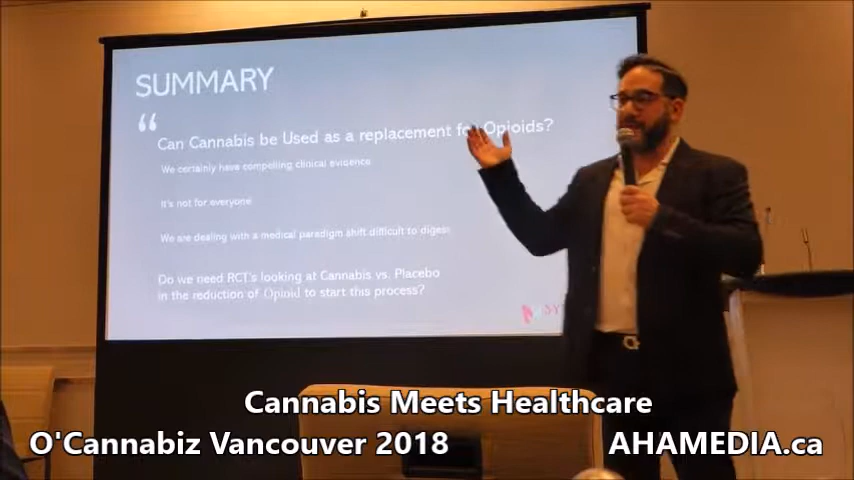 SUMMARY
“
Can Cannabis be Used as a replacement for Opioids?
We certainly have compelling clinical evidence
It's not for everyone
We are dealing with a medical paradigm shift difficult to digest
Do we need RCT's looking at Cannabis vs. Placebo
in the reduction of Opioid to start this process?
Cannabis Meets Healthcare
O'Cannabiz Vancouver 2018
AHAMEDIA.ca